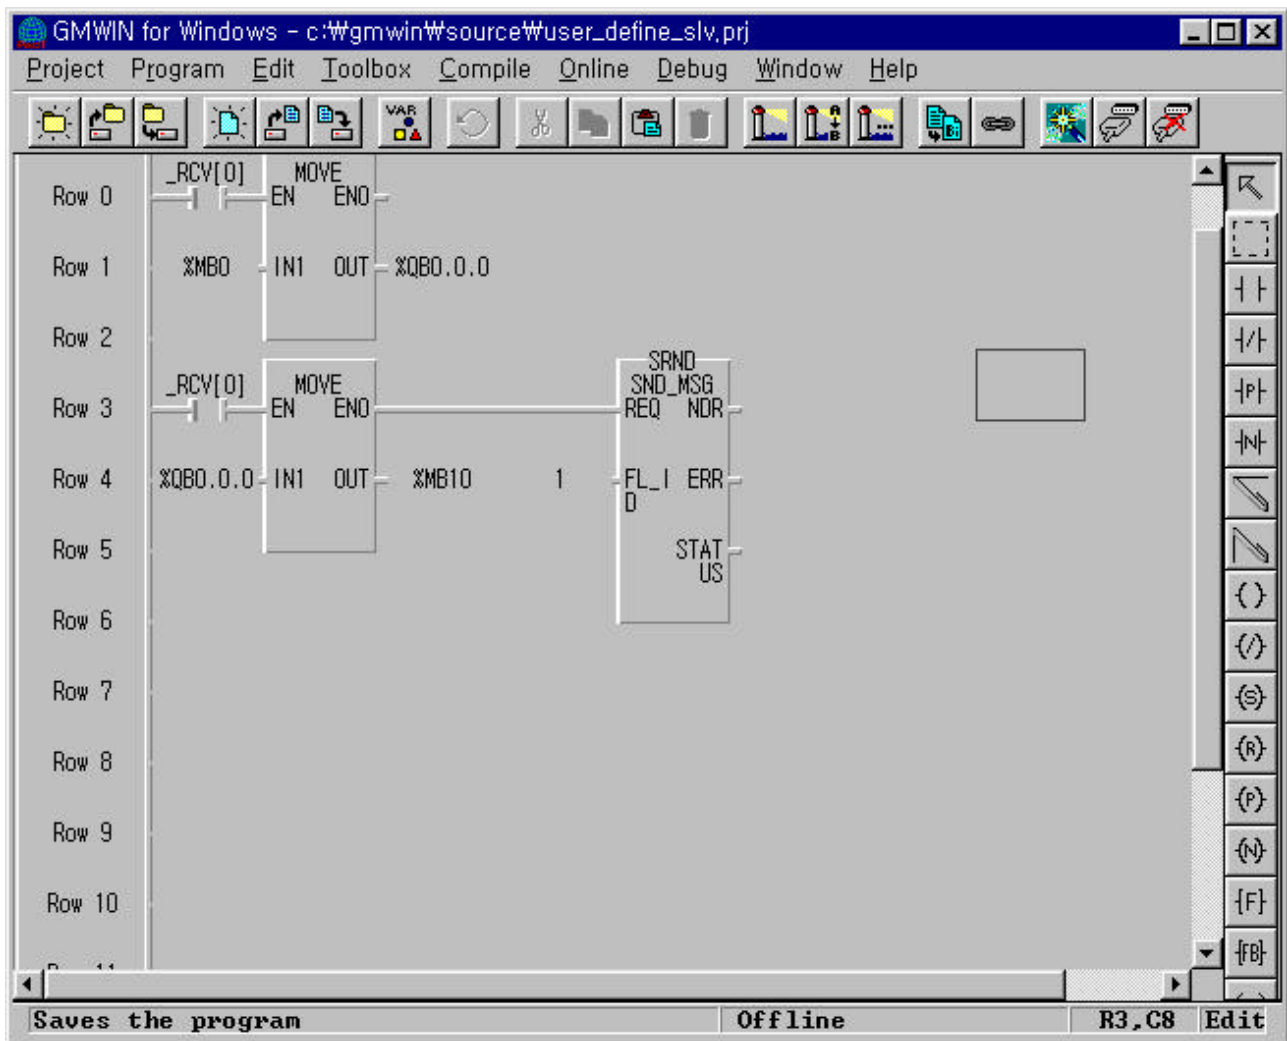 GMWIN for Windows - c:₩gmwin₩source₩user_define_slv.prj
Project Program Edit Toolbox Compile Online Debug Window Help
VAR
A
B
Bi
Row 0
_RCV[0]
MOVE
EN ENO
Row 1
%MB0
IN1 OUT
%QB0.0.0
Row 2
SRND
Row 3
_RCV[0]
MOVE
EN ENO
SND_MSG
REQ NDR
Row 4
%QB0.0.0
IN1 OUT
%MB10
1
FL_I ERR
D
Row 5
STAT
US
Row 6
Row 7
Row 8
Row 9
Row 10
P
N
S
R
P
N
F
FB
Saves the program
Offline
R3,C8
Edit